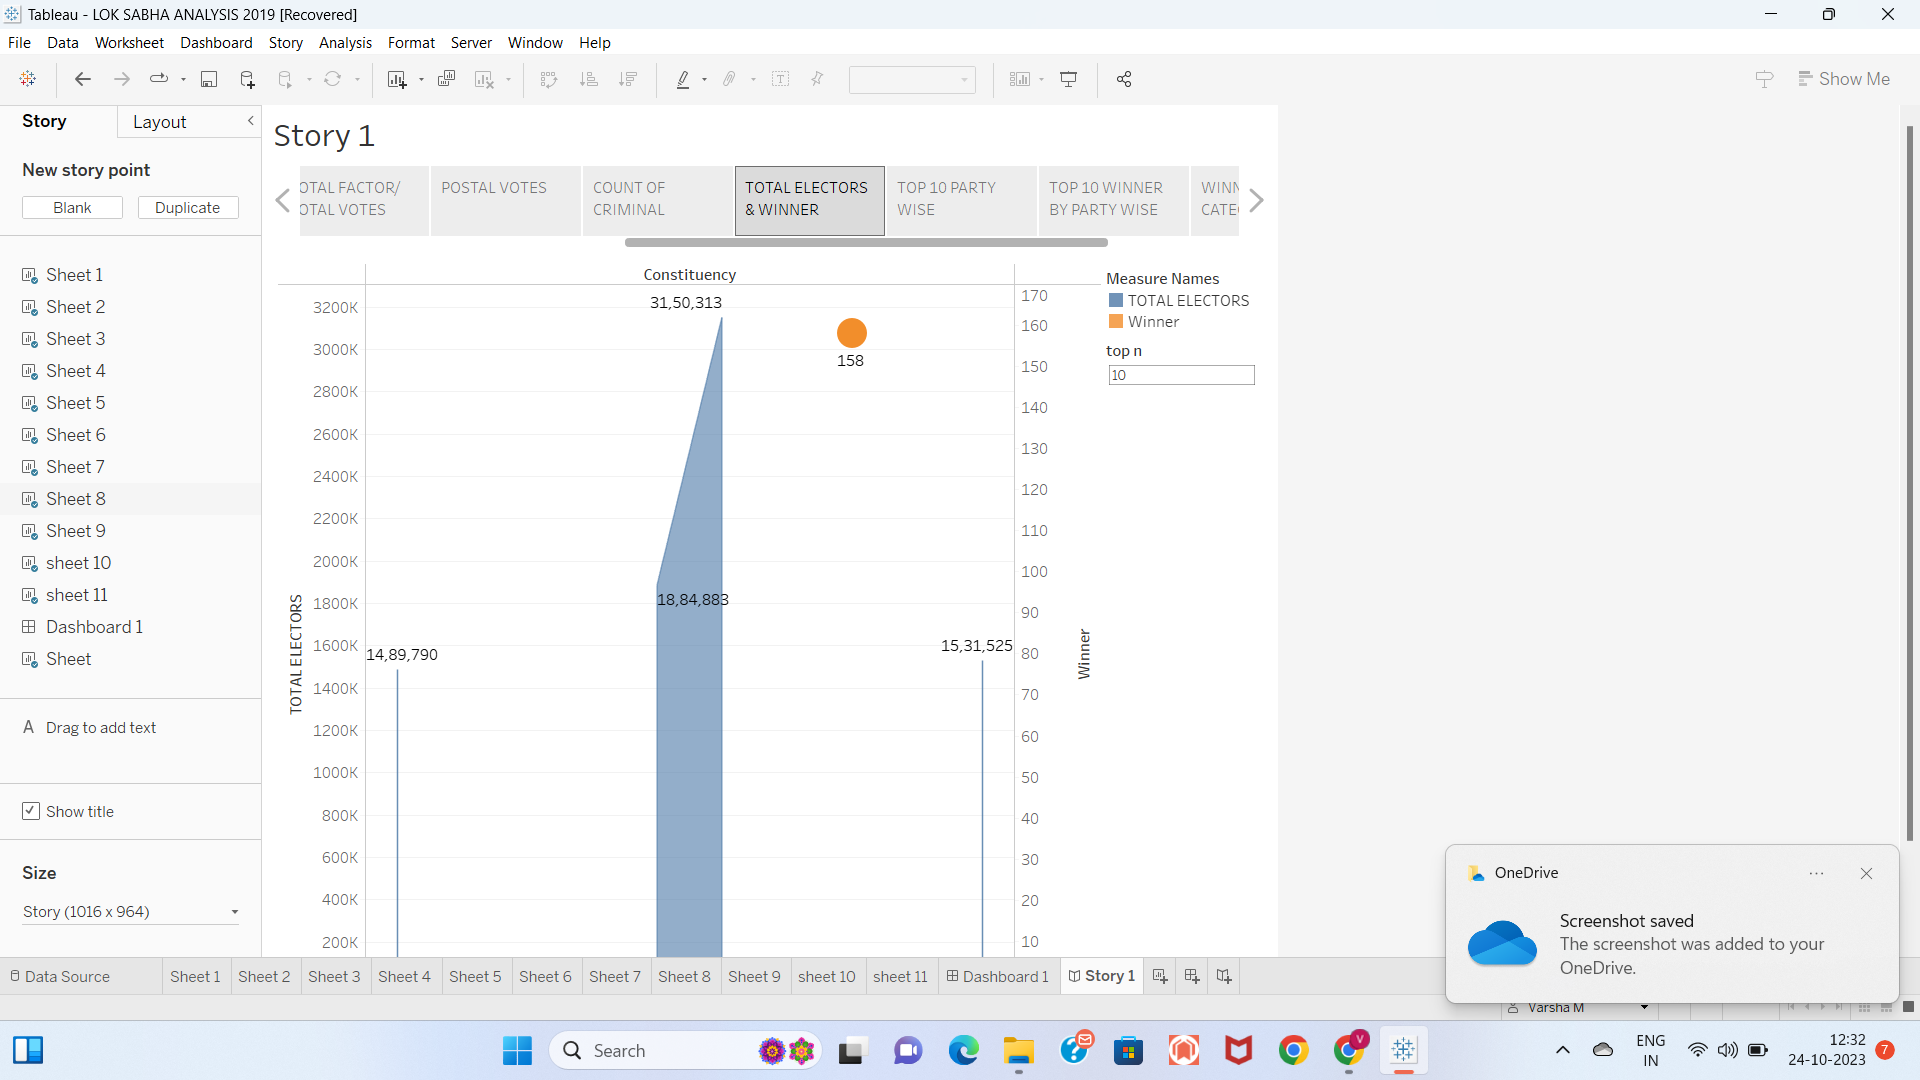 Tableau - LOK SABHA ANALYSIS 2019 [Recovered]
File Data Worksheet Dashboard Story Analysis Format Server Window Help
Show Me
Story Layout
New story point
Blank Duplicate
Sheet 1
Sheet 2
Sheet 3
Sheet 4
Sheet 5
Sheet 6
Sheet 7
Sheet 8
Sheet 9
sheet 10
sheet 11
Dashboard 1
Sheet
A Drag to add text
Show title
Size
Story (1016 x 964)
Story 1
OTAL FACTOR/
OTAL VOTES
POSTAL VOTES
COUNT OF
CRIMINAL
TOTAL ELECTORS
& WINNER
TOP 10 PARTY
WISE
TOP 10 WINNER
BY PARTY WISE
WINN
CATE
Constituency
TOTAL ELECTORS
3200K
3000K
2800K
2600K
2400K
2200K
2000K
1800K
1600K
1400K
1200K
1000K
800K
600K
400K
200K
31,50,313
158
18,84,883
14,89,790
15,31,525
170
160
150
140
130
120
110
100
90
80
70
60
50
40
30
20
10
Winner
Measure Names
TOTAL ELECTORS
Winner
top n
10
OneDrive
Screenshot saved
The screenshot was added to your
OneDrive.
Data Source Sheet 1 Sheet 2 Sheet 3 Sheet 4 Sheet 5 Sheet 6 Sheet 7 Sheet 8 Sheet 9 sheet 10 sheet 11 Dashboard 1 Story 1
Varsha M
Search
V
ENG
IN
12:32
24-10-2023
7